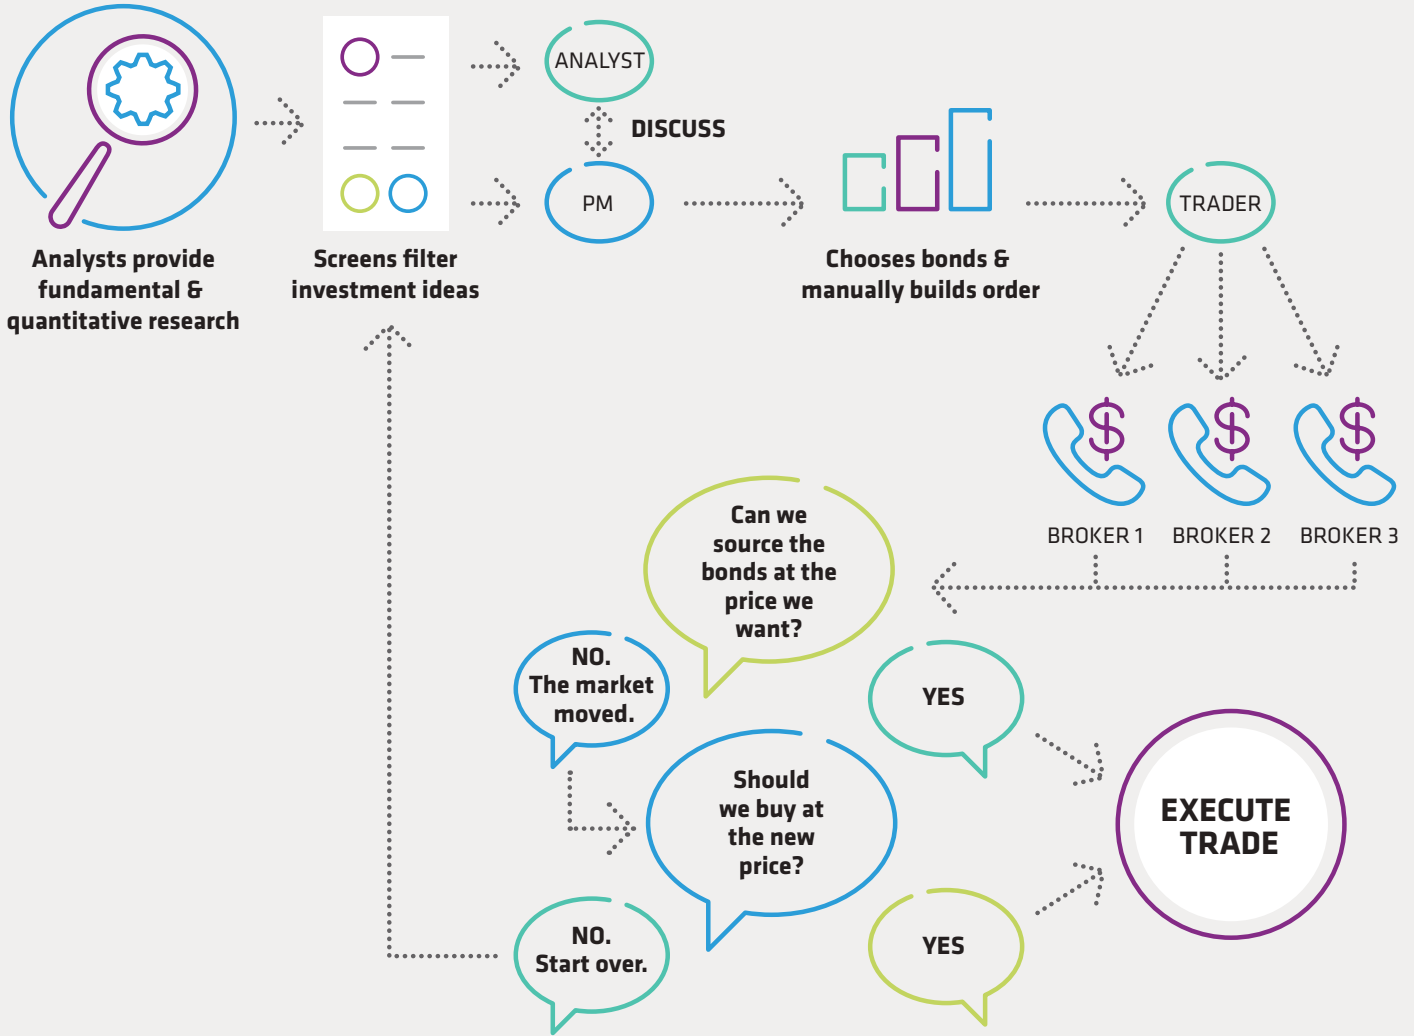 ANALYST
DISCUSS
PM
TRADER
Analysts provide
fundamental &
quantitative research
Screens filter
investment ideas
Chooses bonds &
manually builds order
$
$
$
BROKER 1
BROKER 2
BROKER 3
Can we
source the
bonds at the
price we
want?
NO.
The market
moved.
YES
Should
we buy at
the new
price?
EXECUTE
TRADE
NO.
Start over.
YES